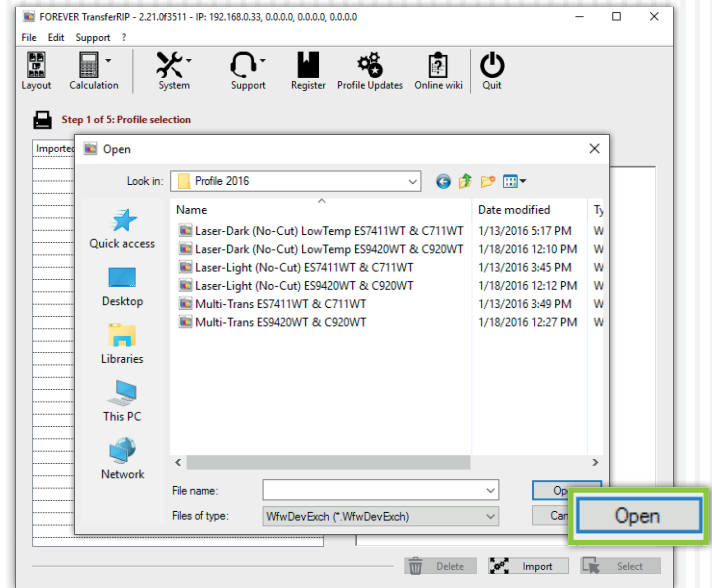 FOREVER TransferRIP - 2.21.0f3511 - IP: 192.168.0.33, 0.0.0.0, 0.0.0.0, 0.0.0.0
File Edit Support ?
Layout Calculation System Support Register Profile Updates Online wiki Quit
Step 1 of 5: Profile selection
Imported
Open
Look in: Profile 2016
Name Date modified Ty
Quick access
Laser-Dark (No-Cut) LowTemp ES7411WT & C711WT 1/13/2016 5:17 PM W
Laser-Dark (No-Cut) LowTemp ES9420WT & C920WT 1/18/2016 12:10 PM W
Laser-Light (No-Cut) ES7411WT & C711WT 1/13/2016 3:45 PM W
Laser-Light (No-Cut) ES9420WT & C920WT 1/18/2016 12:12 PM W
Multi-Trans ES7411WT & C711WT 1/13/2016 3:49 PM W
Multi-Trans ES9420WT & C920WT 1/18/2016 12:27 PM W
Desktop
Libraries
This PC
Network
File name: Op
Files of type: WfwDevExch (*.WfwDevExch) Can
Open
Delete Import Select